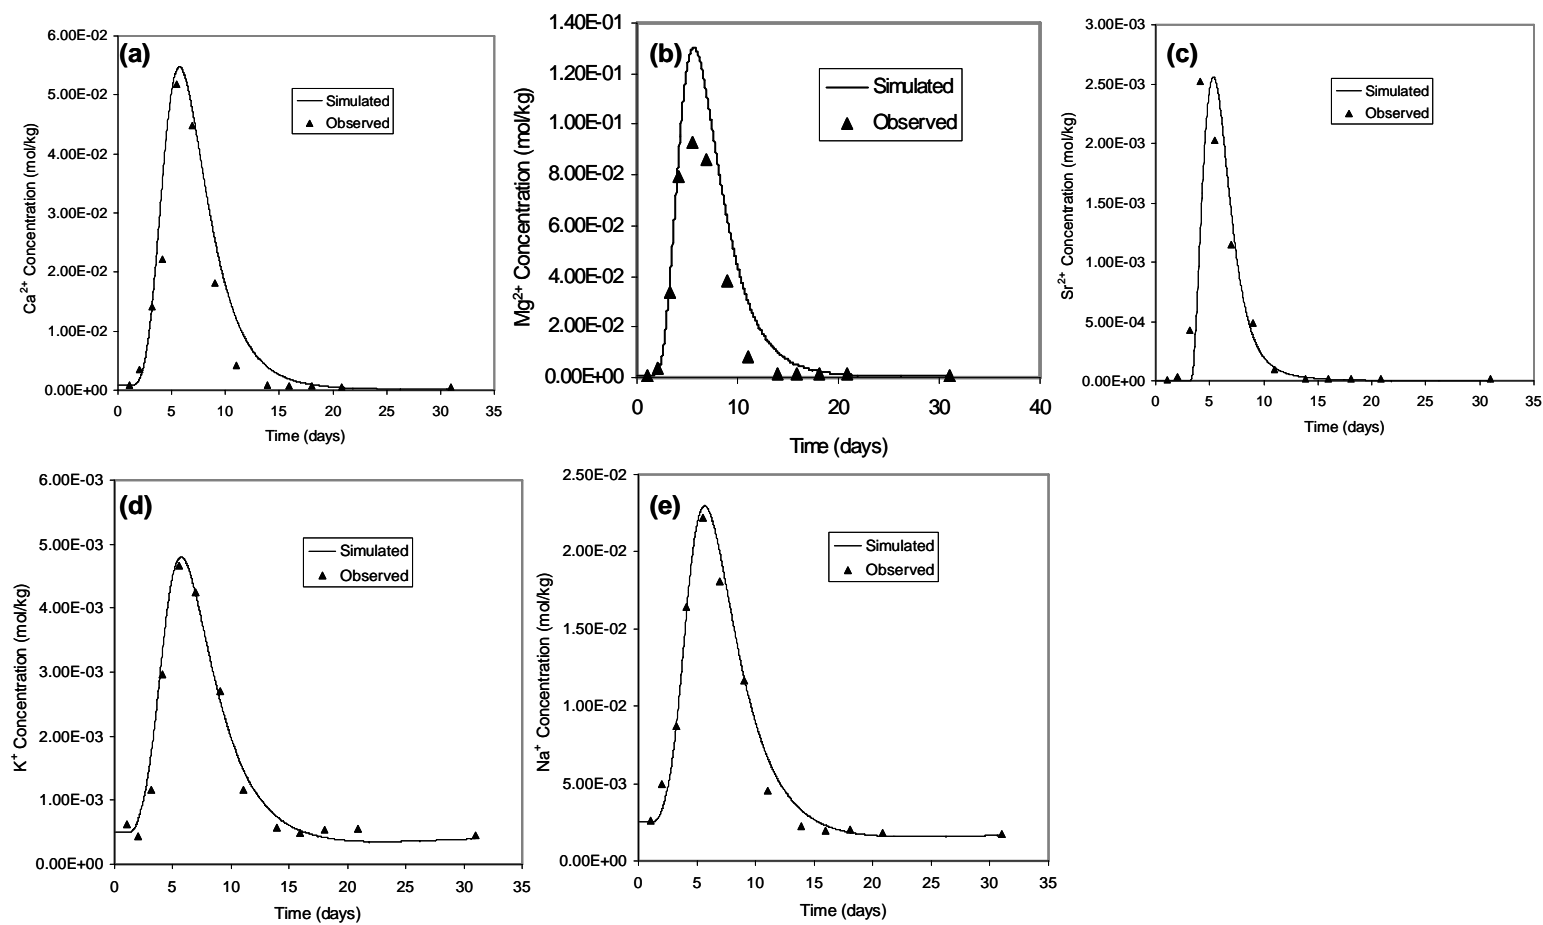 (a)
6.00E-02
5.00E-02
4.00E-02
3.00E-02
2.00E-02
1.00E-02
0.00E+00
Ca2+ Concentration (mol/kg)
Simulated
Observed
0 5 10 15 20 25 30 35
Time (days)
(b)
1.40E-01
1.20E-01
1.00E-01
8.00E-02
6.00E-02
4.00E-02
2.00E-02
0.00E+00
Mg2+ Concentration (mol/kg)
Simulated
Observed
0 10 20 30 40
Time (days)
(c)
3.00E-03
2.50E-03
2.00E-03
1.50E-03
1.00E-03
5.00E-04
0.00E+00
Sr2+ Concentration (mol/kg)
Simulated
Observed
0 5 10 15 20 25 30 35
Time (days)
(d)
6.00E-03
5.00E-03
4.00E-03
3.00E-03
2.00E-03
1.00E-03
0.00E+00
K+ Concentration (mol/kg)
Simulated
Observed
0 5 10 15 20 25 30 35
Time (days)
(e)
2.50E-02
2.00E-02
1.50E-02
1.00E-02
5.00E-03
0.00E+00
Na+ Concentration (mol/kg)
Simulated
Observed
0 5 10 15 20 25 30 35
Time (days)